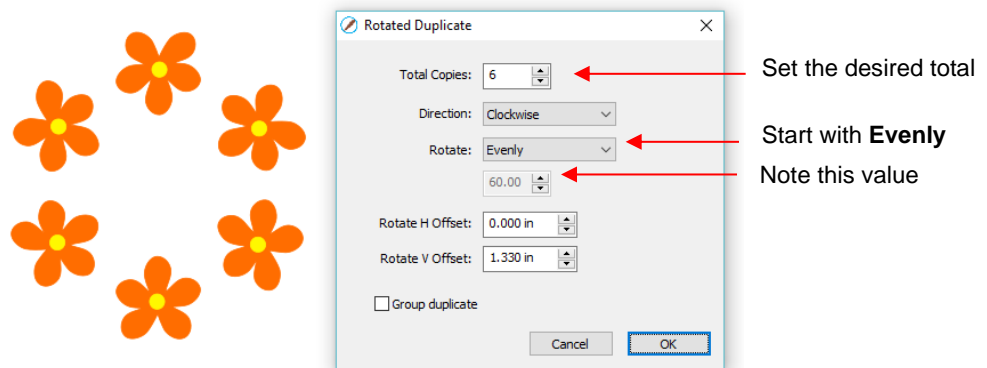 Rotated Duplicate
Total Copies: 6
Set the desired total
Direction: Clockwise
Start with Evenly
Rotate: Evenly
Note this value
60.00
Rotate H Offset: 0.000 in
Rotate V Offset: 1.330 in
Group duplicate
Cancel OK